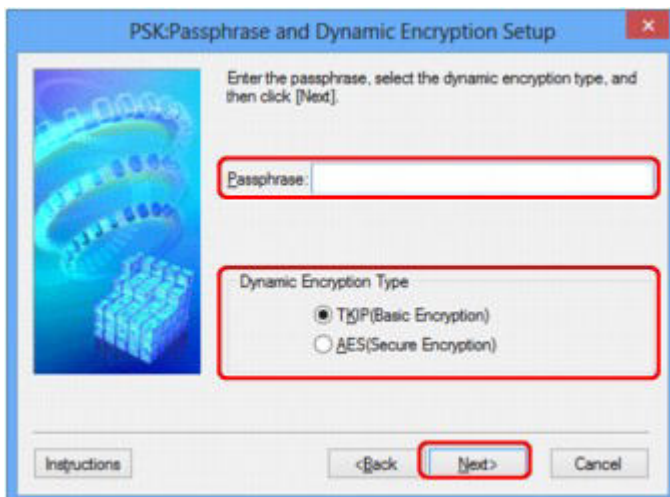 PSK:Passphrase and Dynamic Encryption Setup
Enter the passphrase, select the dynamic encryption type, and
then click [Next].
Passphrase:
Dynamic Encryption Type
TKIP(Basic Encryption)
AES(Secure Encryption)
Instructions
<Back
Next>
Cancel